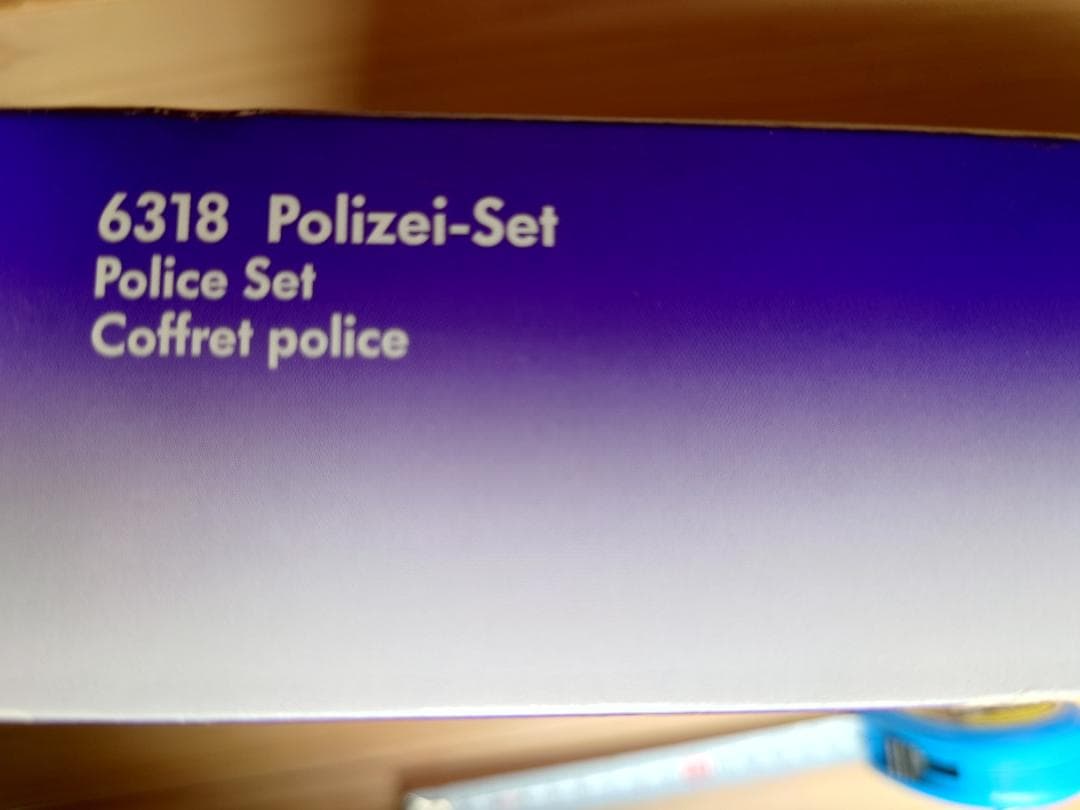 6318 Polizei-Set
Police Set
Coffret police